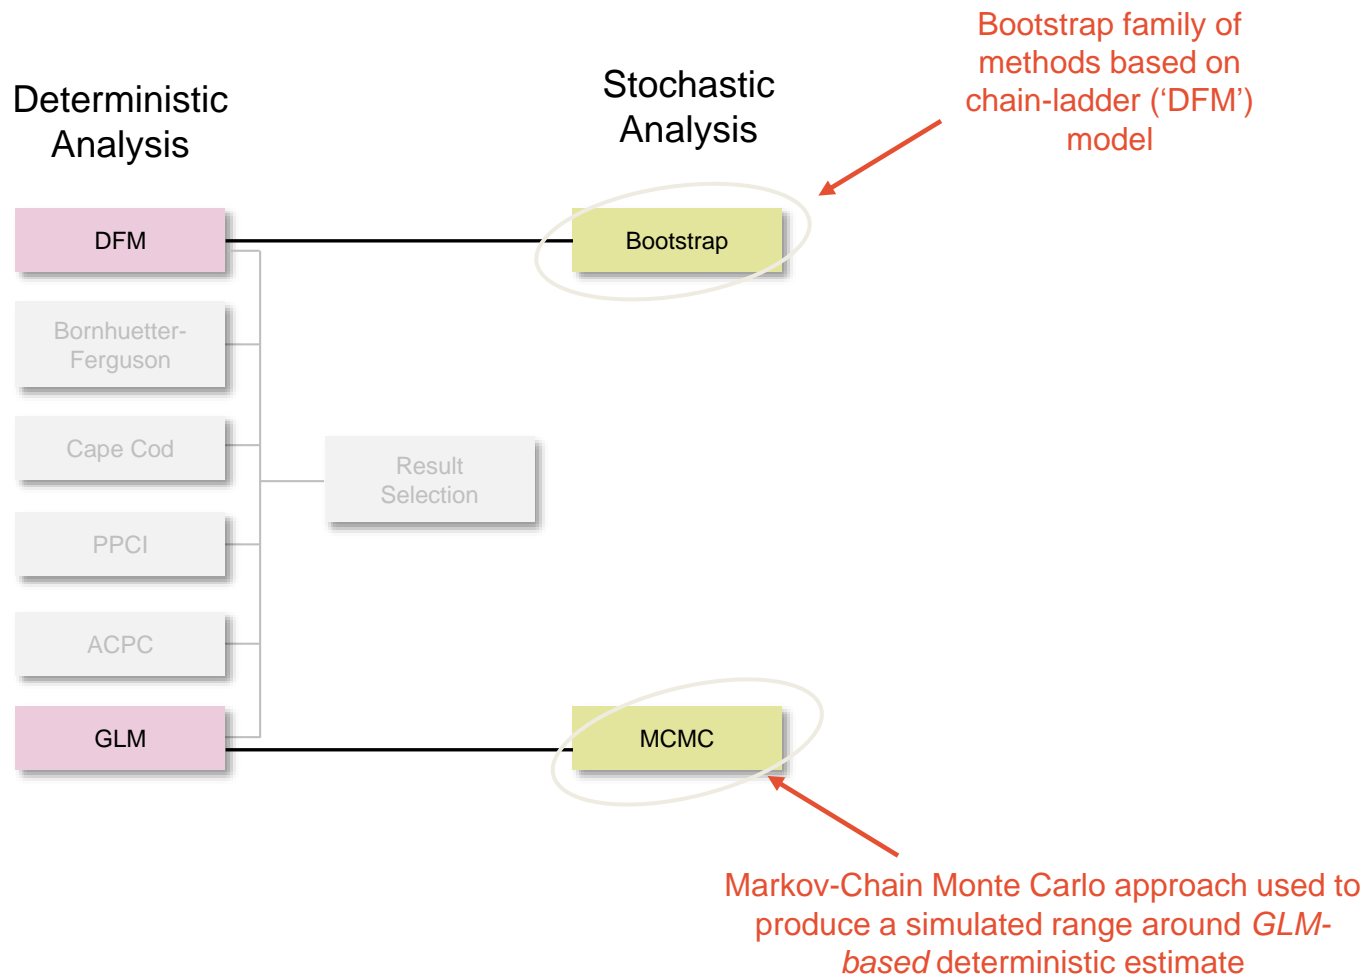 Deterministic
Analysis
Stochastic
Analysis
Bootstrap family of
methods based on
chain-ladder (‘DFM’)
model
DFM
Bootstrap
Bornhuetter-
Ferguson
Cape Cod
Result
Selection
PPCI
ACPC
GLM
MCMC
Markov-Chain Monte Carlo approach used to
produce a simulated range around GLM-
based deterministic estimate